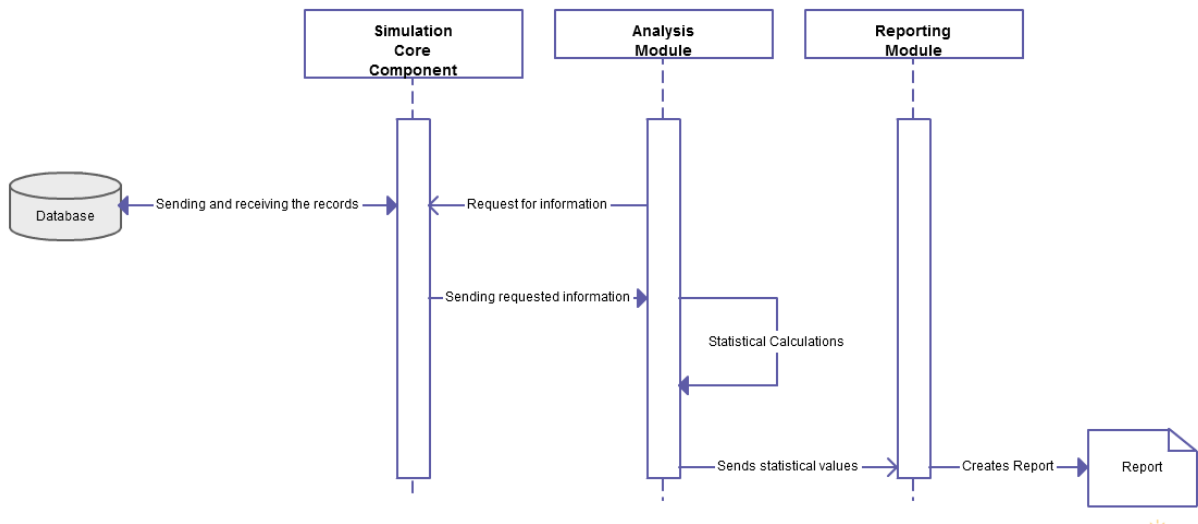 Simulation
Core
Component
Analysis
Module
Reporting
Module
Database
Sending and receiving the records
Request for information
Sending requested information
Statistical Calculations
Sends statistical values
Creates Report
Report